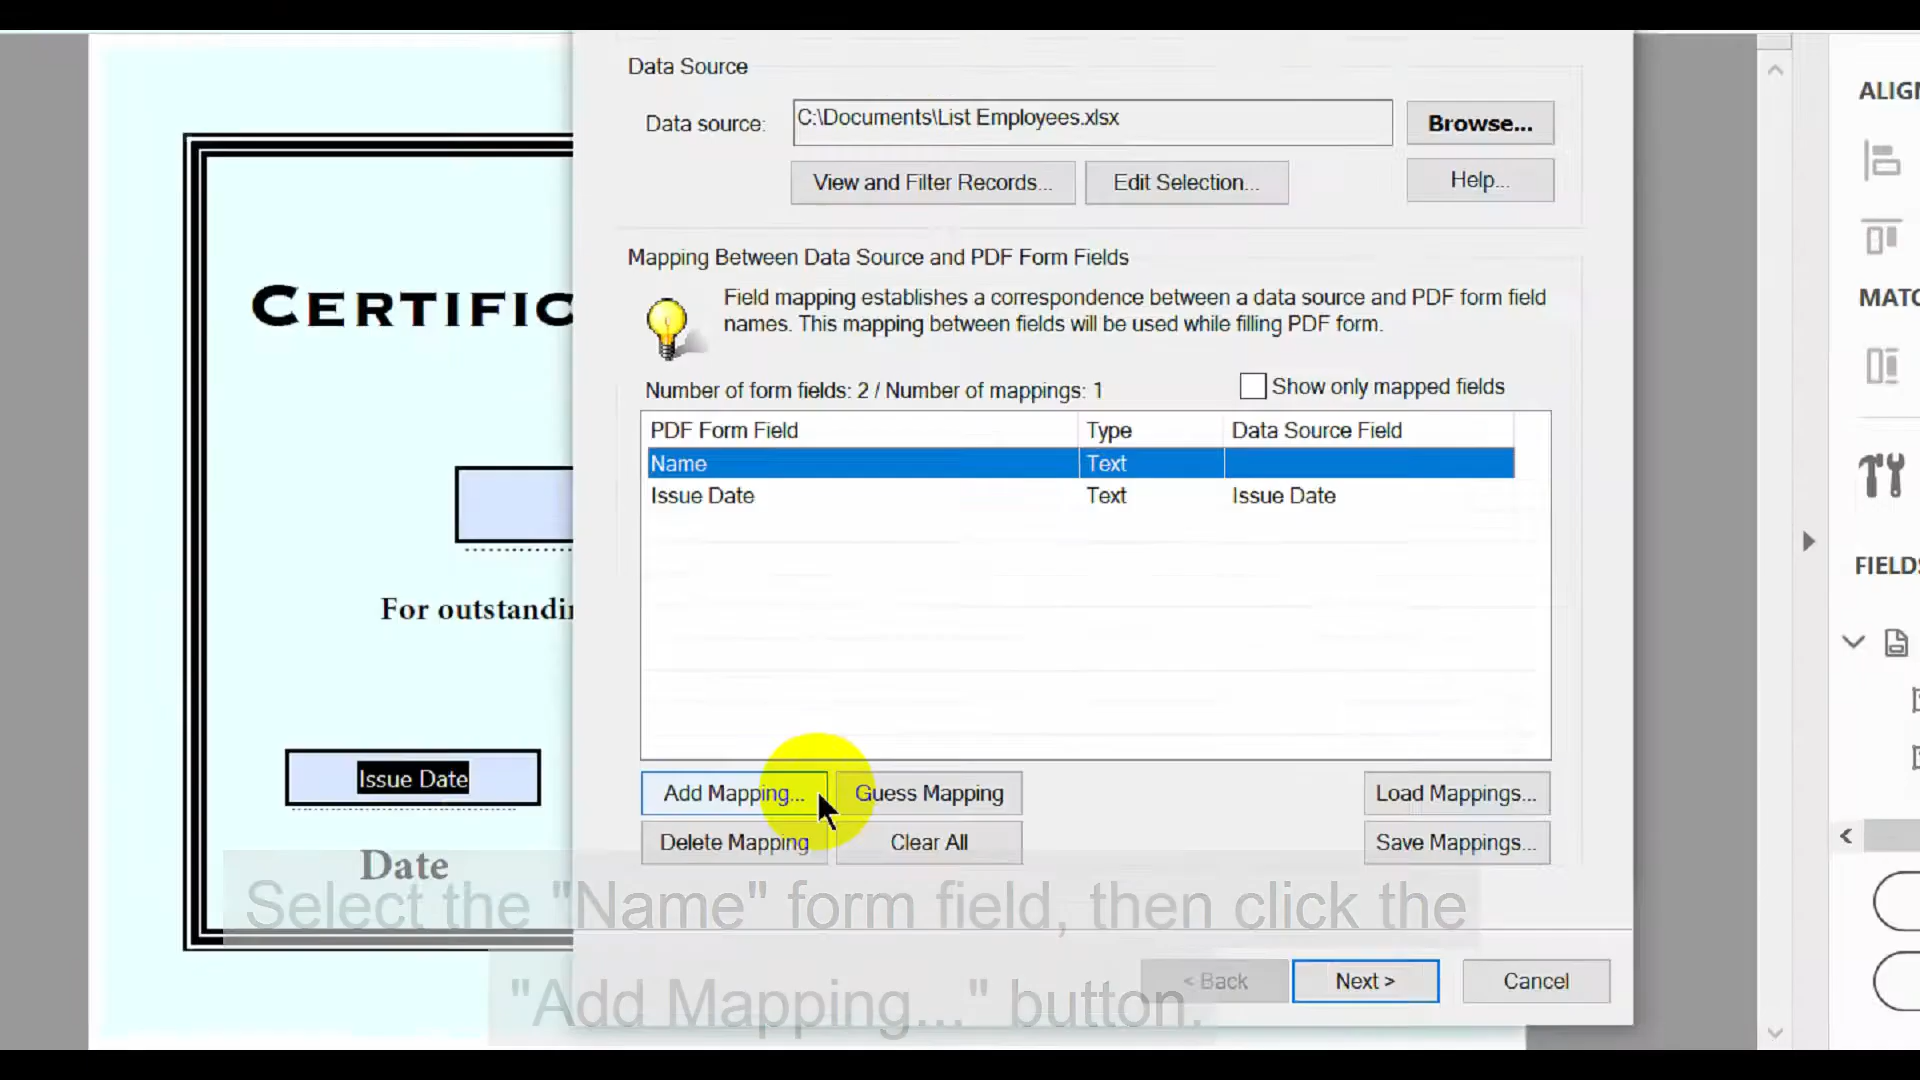 Data Source
ALIGN
Data source:
C:\Documents\List Employees.xlsx
Browse...
View and Filter Records...
Edit Selection...
Help...
Mapping Between Data Source and PDF Form Fields
Field mapping establishes a correspondence between a data source and PDF form field
names. This mapping between fields will be used while filling PDF form.
MATC
CERTIFIC
Number of form fields: 2 / Number of mappings: 1
Show only mapped fields
PDF Form Field
Type
Data Source Field
Name
Text
Issue Date
Text
Issue Date
FIELDS
For outstandin
Issue Date
Add Mapping...
Guess Mapping
Load Mappings...
Delete Mapping
Clear All
Save Mappings...
Date
Select the "Name" form field, then click the
"Add Mapping..." button.
< Back
Next >
Cancel